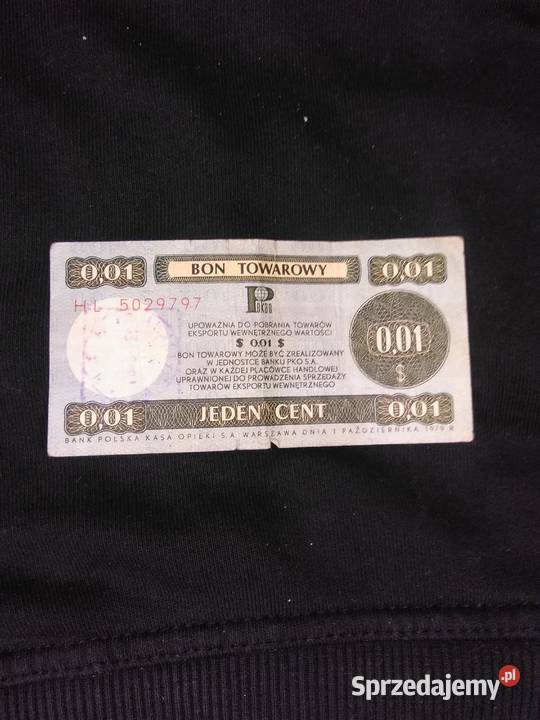 0,01 BON TOWAROWY 0,01
HL 5029797
PEKAO
UPOWAŻNIA DO POBRANIA TOWARÓW
EKSPORTU WEWNĘTRZNEGO WARTOŚCI
$ 0,01 $
BON TOWAROWY MOŻE BYĆ ZREALIZOWANY
W JEDNOSTCE BANKU PKO S.A.
ORAZ W KAŻDEJ PLACÓWCE HANDLOWEJ
UPRAWNIONEJ DO PROWADZENIA SPRZEDAŻY
TOWARÓW EKSPORTU WEWNĘTRZNEGO
0,01
$
0,01 JEDEN CENT 0,01
BANK POLSKA KASA OPIEKI S.A. WARSZAWA DNIA 1 PAŹDZIERNIKA 1979 R
Sprzedajemy.pl